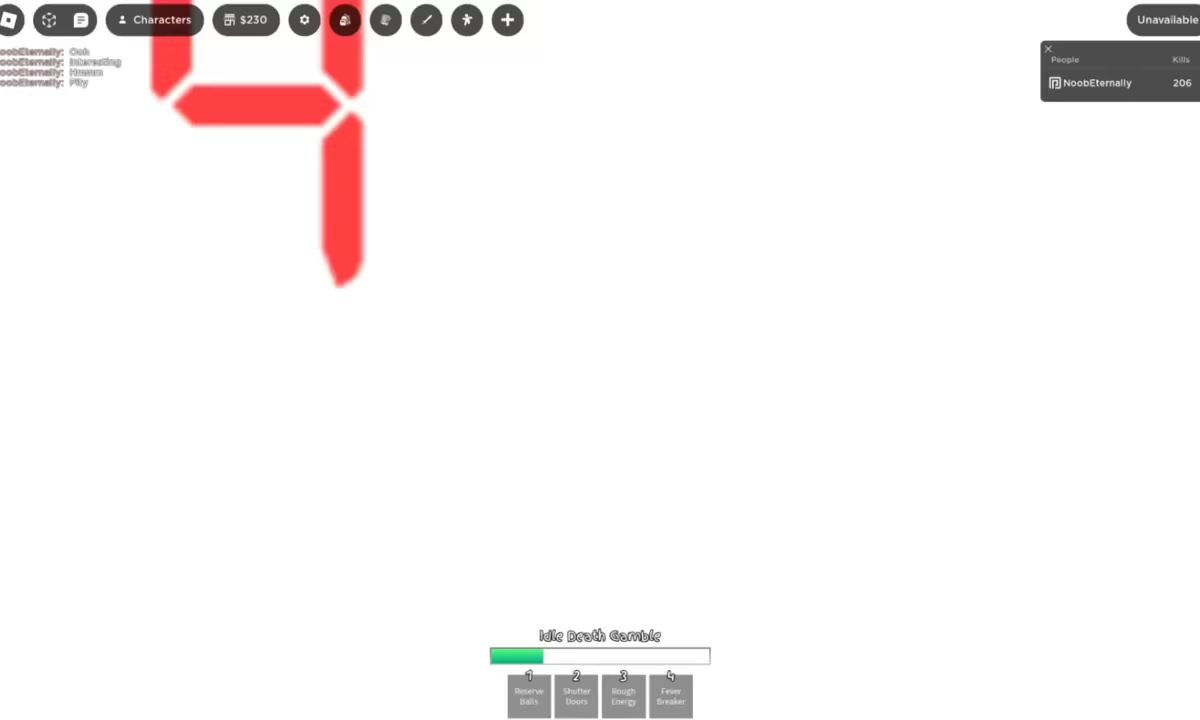 Characters
$230
Unavailable
oobEternally: Ooh
oobEternally: Interesting
oobEternally: Hmmm
oobEternally: Pity
People Kills
NoobEternally 206
4
Idle Death Gamble
1 2 3 4
Reserve Balls
Shutter Doors
Rough Energy
Fever Breaker